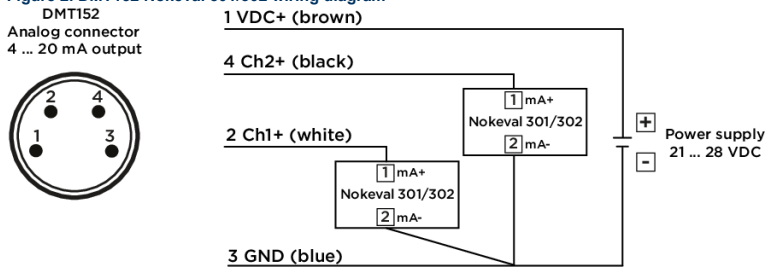 DMT152
Analog connector
4 ... 20 mA output
2 4
1 3
1 VDC+ (brown)
4 Ch2+ (black)
1 mA+
Nokeval 301/302
2 mA-
2 Ch1+ (white)
1 mA+
Nokeval 301/302
2 mA-
3 GND (blue)
+
Power supply
21 ... 28 VDC
-